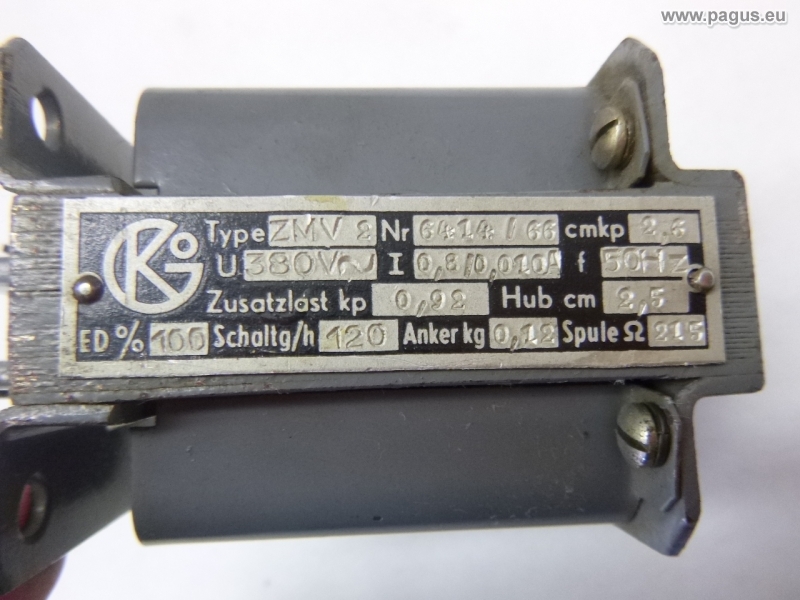 www.pagus.eu
Type ZMV 2 Nr 6414/66 cmkp 2,6
U 380V~ I 0,8/0,010A f 50Hz
Zusatzlast kp 0,92 Hub cm 2,5
ED % 100 Schaltg/h 120 Anker kg 0,12 Spule Ω 215